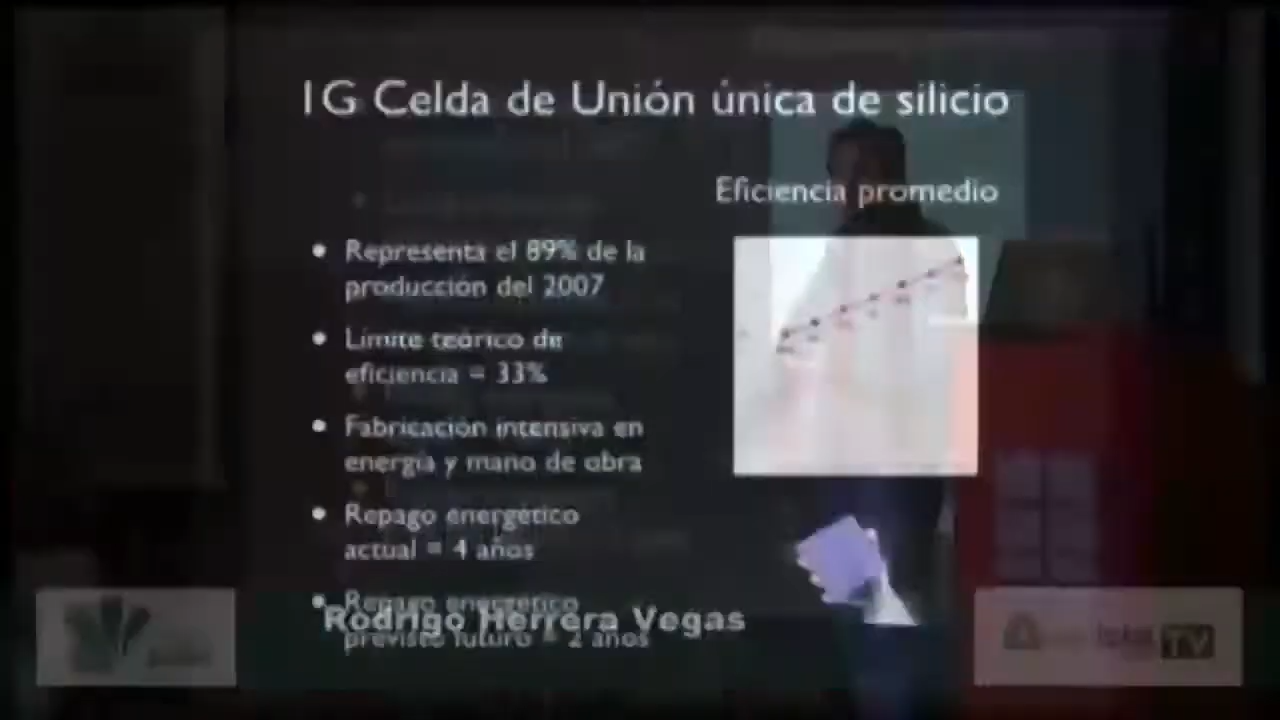 1G Celda de Unión única de silicio
Eficiencia promedio
• Representa el 89% de la
producción del 2007
• Límite teórico de
eficiencia = 33%
• Fabricación intensiva en
energía y mano de obra
• Repago energético
actual = 4 años
• Repago energético
previsto futuro = 2 años
Rodrigo Herrera Vegas
TV